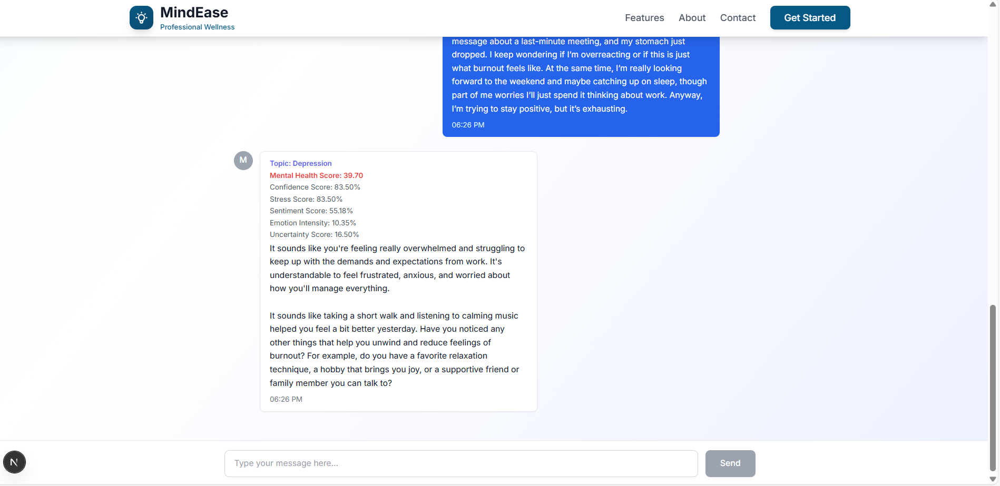 MindEase
Professional Wellness
Features
About
Contact
Get Started
message about a last-minute meeting, and my stomach just
dropped. I keep wondering if I’m overreacting or if this is just
what burnout feels like. At the same time, I’m really looking
forward to the weekend and maybe catching up on sleep, though
part of me worries I’ll just spend it thinking about work. Anyway,
I’m trying to stay positive, but it’s exhausting.
06:26 PM
M
Topic: Depression
Mental Health Score: 39.70
Confidence Score: 83.50%
Stress Score: 83.50%
Sentiment Score: 55.18%
Emotion Intensity: 10.35%
Uncertainty Score: 16.50%
It sounds like you're feeling really overwhelmed and struggling to
keep up with the demands and expectations from work. It's
understandable to feel frustrated, anxious, and worried about
how you'll manage everything.
It sounds like taking a short walk and listening to calming music
helped you feel a bit better yesterday. Have you noticed any
other things that help you unwind and reduce feelings of
burnout? For example, do you have a favorite relaxation
technique, a hobby that brings you joy, or a supportive friend or
family member you can talk to?
06:26 PM
N
Type your message here...
Send